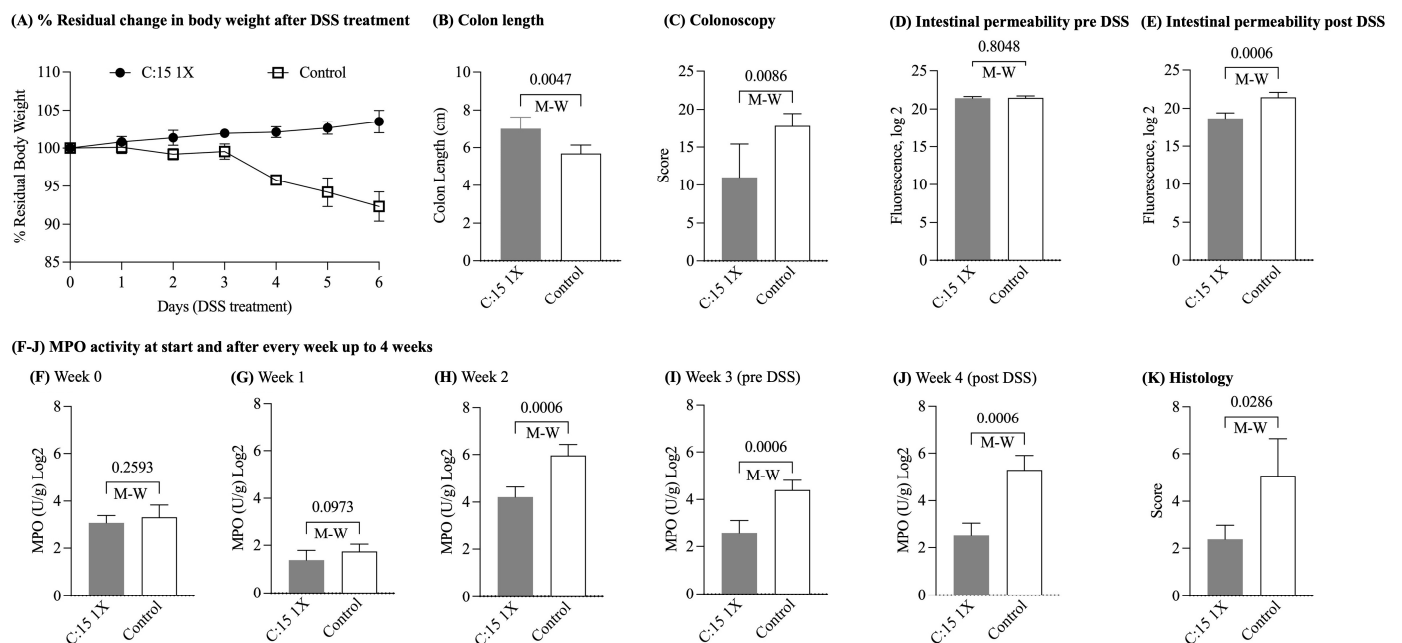 (A) % Residual change in body weight after DSS treatment
C:15 1X
Control
% Residual Body Weight
110
105
100
95
90
85
0 1 2 3 4 5 6
Days (DSS treatment)
(B) Colon length
Colon Length (cm)
10
8
6
4
2
0
0.0047
M-W
C:15 1X
Control
(C) Colonoscopy
Score
25
20
15
10
5
0
0.0086
M-W
C:15 1X
Control
(D) Intestinal permeability pre DSS
Fluorescence, log 2
25
20
15
10
5
0
0.8048
M-W
C:15 1X
Control
(E) Intestinal permeability post DSS
Fluorescence, log 2
25
20
15
10
5
0
0.0006
M-W
C:15 1X
Control
(F-J) MPO activity at start and after every week up to 4 weeks
(F) Week 0
MPO (U/g) Log2
8
6
4
2
0
0.2593
M-W
C:15 1X
Control
(G) Week 1
MPO (U/g) Log2
8
6
4
2
0
0.0973
M-W
C:15 1X
Control
(H) Week 2
MPO (U/g) Log2
8
6
4
2
0
0.0006
M-W
C:15 1X
Control
(I) Week 3 (pre DSS)
MPO (U/g) Log2
8
6
4
2
0
0.0006
M-W
C:15 1X
Control
(J) Week 4 (post DSS)
MPO (U/g) Log2
8
6
4
2
0
0.0006
M-W
C:15 1X
Control
(K) Histology
Score
8
6
4
2
0
0.0286
M-W
C:15 1X
Control